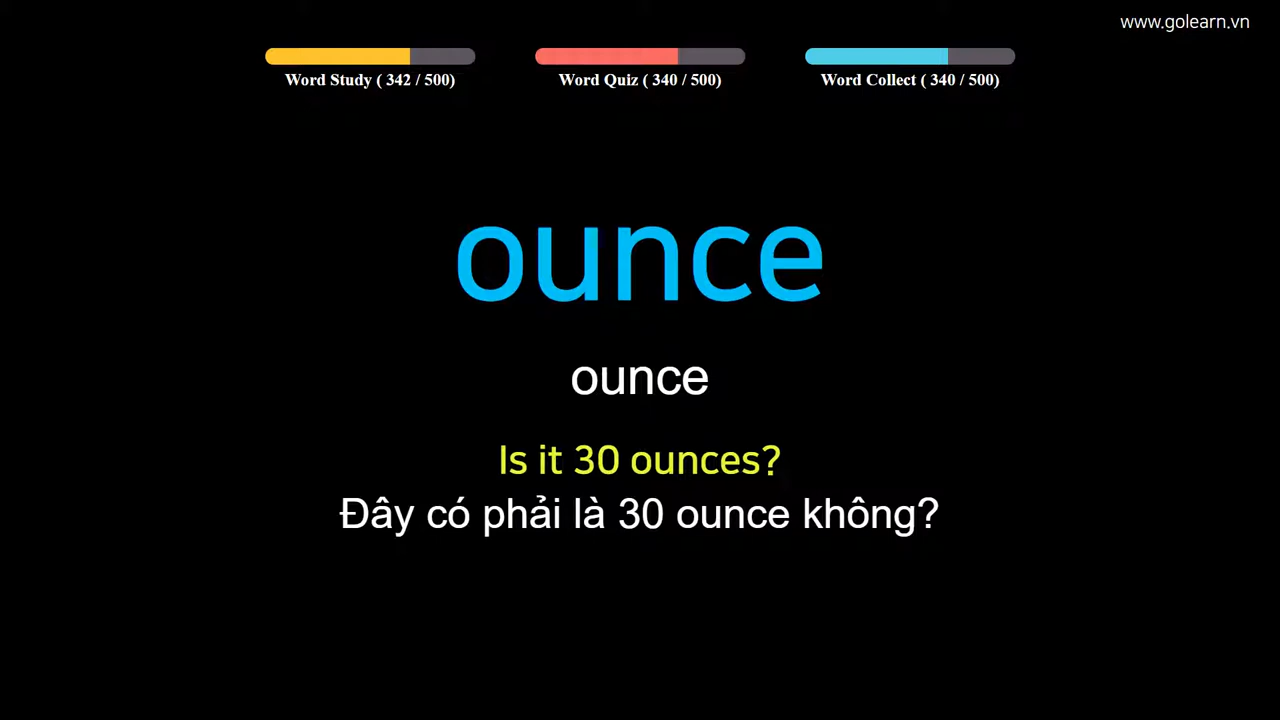 www.golearn.vn
Word Study ( 342 / 500)
Word Quiz ( 340 / 500)
Word Collect ( 340 / 500)
ounce
ounce
Is it 30 ounces?
Đây có phải là 30 ounce không?